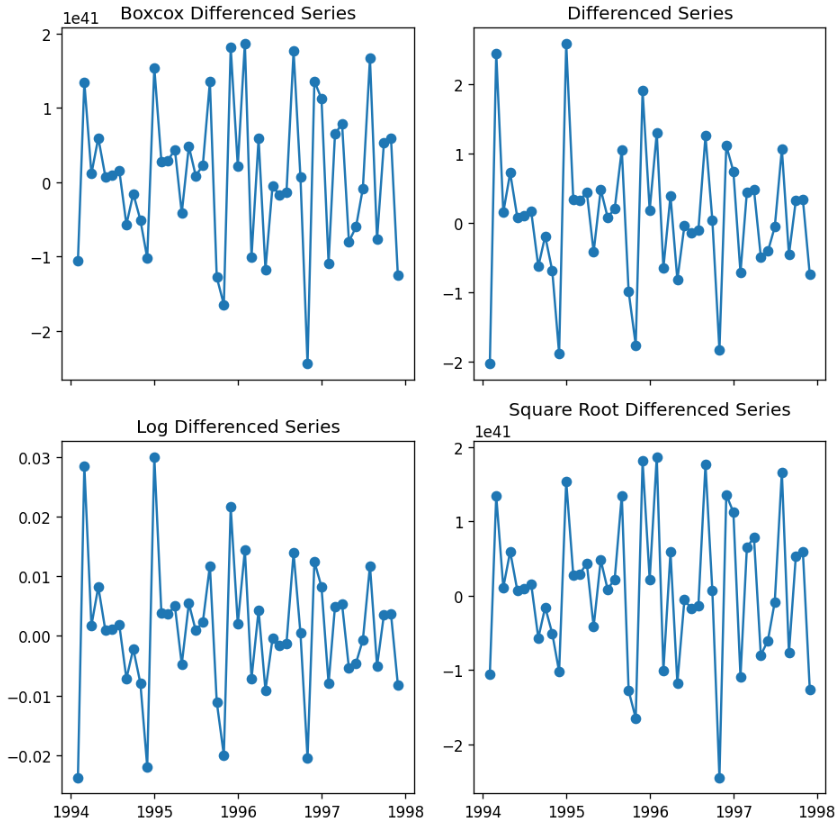 Boxcox Differenced Series
1e41
2
1
0
−1
−2
Differenced Series
2
1
0
−1
−2
Log Differenced Series
0.03
0.02
0.01
0.00
−0.01
−0.02
1994 1995 1996 1997 1998
Square Root Differenced Series
1e41
2
1
0
−1
−2
1994 1995 1996 1997 1998